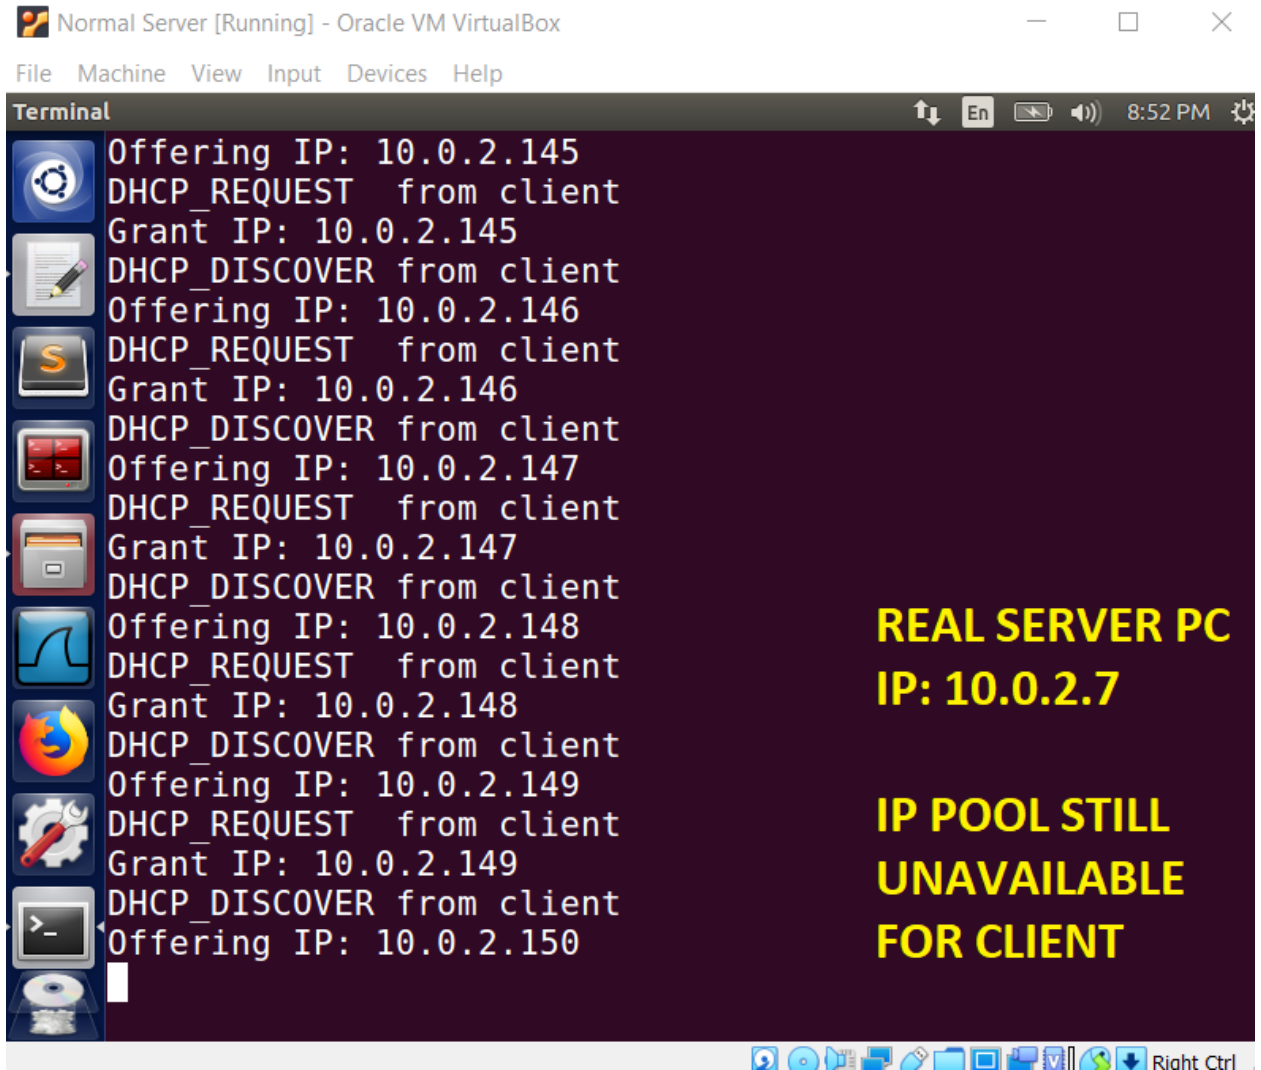 Normal Server [Running] - Oracle VM VirtualBox
File Machine View Input Devices Help
Terminal En 8:52 PM
Offering IP: 10.0.2.145
DHCP_REQUEST  from client
Grant IP: 10.0.2.145
DHCP_DISCOVER from client
Offering IP: 10.0.2.146
DHCP_REQUEST  from client
Grant IP: 10.0.2.146
DHCP_DISCOVER from client
Offering IP: 10.0.2.147
DHCP_REQUEST  from client
Grant IP: 10.0.2.147
DHCP_DISCOVER from client
Offering IP: 10.0.2.148
DHCP_REQUEST  from client
Grant IP: 10.0.2.148
DHCP_DISCOVER from client
Offering IP: 10.0.2.149
DHCP_REQUEST  from client
Grant IP: 10.0.2.149
DHCP_DISCOVER from client
Offering IP: 10.0.2.150
REAL SERVER PC
IP: 10.0.2.7
IP POOL STILL
UNAVAILABLE
FOR CLIENT
Right Ctrl